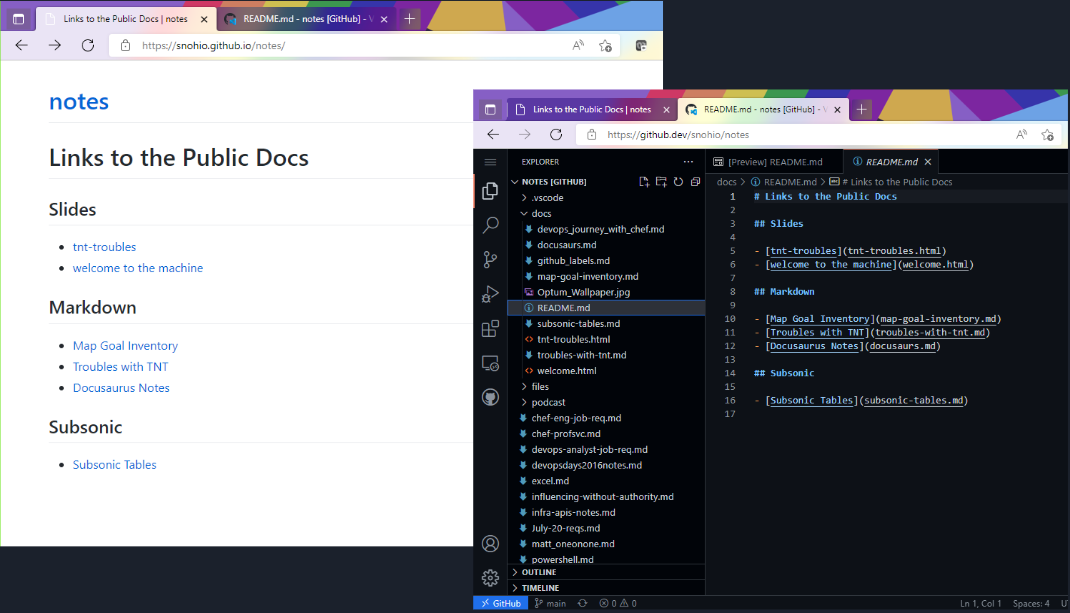 Links to the Public Docs | notes
README.md - notes [GitHub] - V
https://snohio.github.io/notes/
notes
Links to the Public Docs
Slides
tnt-troubles
welcome to the machine
Markdown
Map Goal Inventory
Troubles with TNT
Docusaurus Notes
Subsonic
Subsonic Tables
Links to the Public Docs | notes
README.md - notes [GitHub] - V
https://github.dev/snohio/notes
EXPLORER
NOTES [GITHUB]
.vscode
docs
devops_journey_with_chef.md
docusaurs.md
github_labels.md
map-goal-inventory.md
Optum_Wallpaper.jpg
README.md
subsonic-tables.md
tnt-troubles.html
troubles-with-tnt.md
welcome.html
files
podcast
chef-eng-job-req.md
chef-profsvc.md
devops-analyst-job-req.md
devopsdays2016notes.md
excel.md
influencing-without-authority.md
infra-apis-notes.md
July-20-reqs.md
matt_oneonone.md
powershell.md
OUTLINE
TIMELINE
[Preview] README.md
README.md
docs > README.md > # Links to the Public Docs
1 # Links to the Public Docs
2
3 ## Slides
4
5 - [tnt-troubles](tnt-troubles.html)
6 - [welcome to the machine](welcome.html)
7
8 ## Markdown
9
10 - [Map Goal Inventory](map-goal-inventory.md)
11 - [Troubles with TNT](troubles-with-tnt.md)
12 - [Docusaurus Notes](docusaurs.md)
13
14 ## Subsonic
15
16 - [Subsonic Tables](subsonic-tables.md)
17
GitHub main 0 0 Ln 1, Col 1 Spaces: 4 U